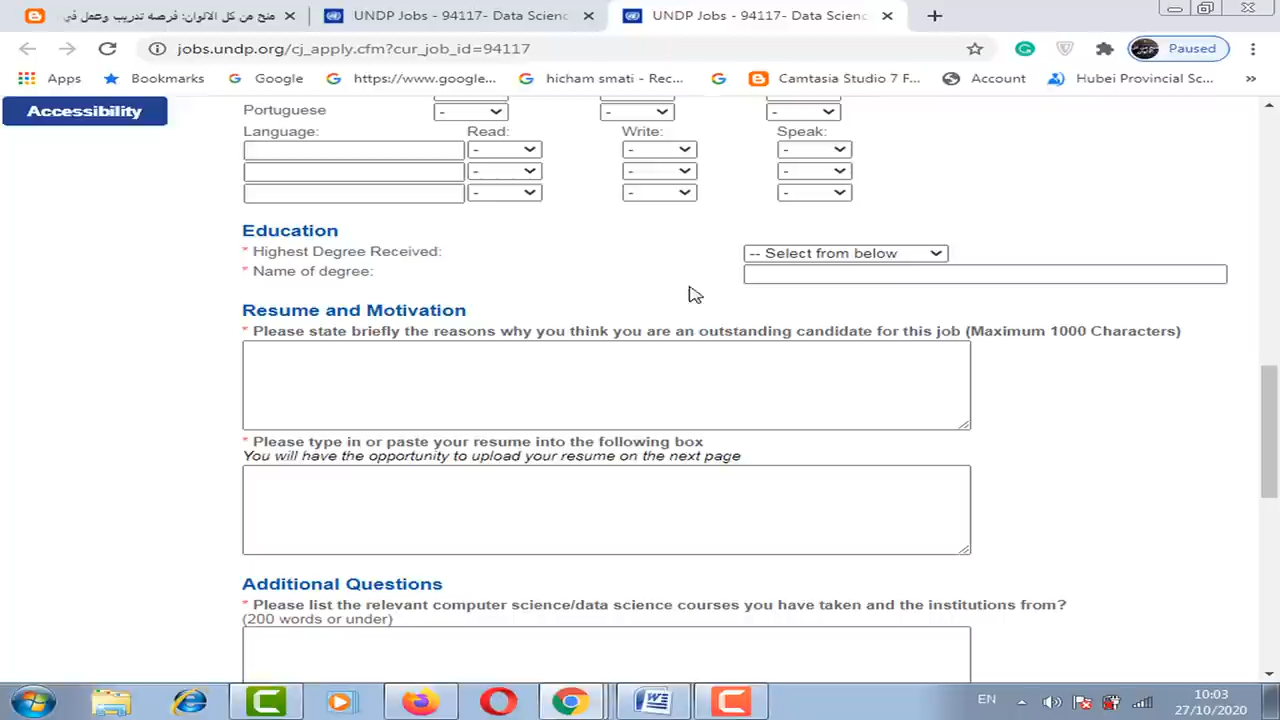 منح من كل الالوان: فرصة تدريب وعمل في
UNDP Jobs - 94117- Data Scienc
UNDP Jobs - 94117- Data Scienc
jobs.undp.org/cj_apply.cfm?cur_job_id=94117
Paused
Apps
Bookmarks
Google
https://www.google...
hicham smati - Rec...
Camtasia Studio 7 F...
Account
Hubei Provincial Sc...
»
Accessibility
Portuguese - - -
Language: Read: Write: Speak:
- - -
- - -
- - -
Education
* Highest Degree Received: -- Select from below
* Name of degree:
Resume and Motivation
* Please state briefly the reasons why you think you are an outstanding candidate for this job (Maximum 1000 Characters)
* Please type in or paste your resume into the following box
You will have the opportunity to upload your resume on the next page
Additional Questions
* Please list the relevant computer science/data science courses you have taken and the institutions from?
(200 words or under)
EN
10:03
27/10/2020